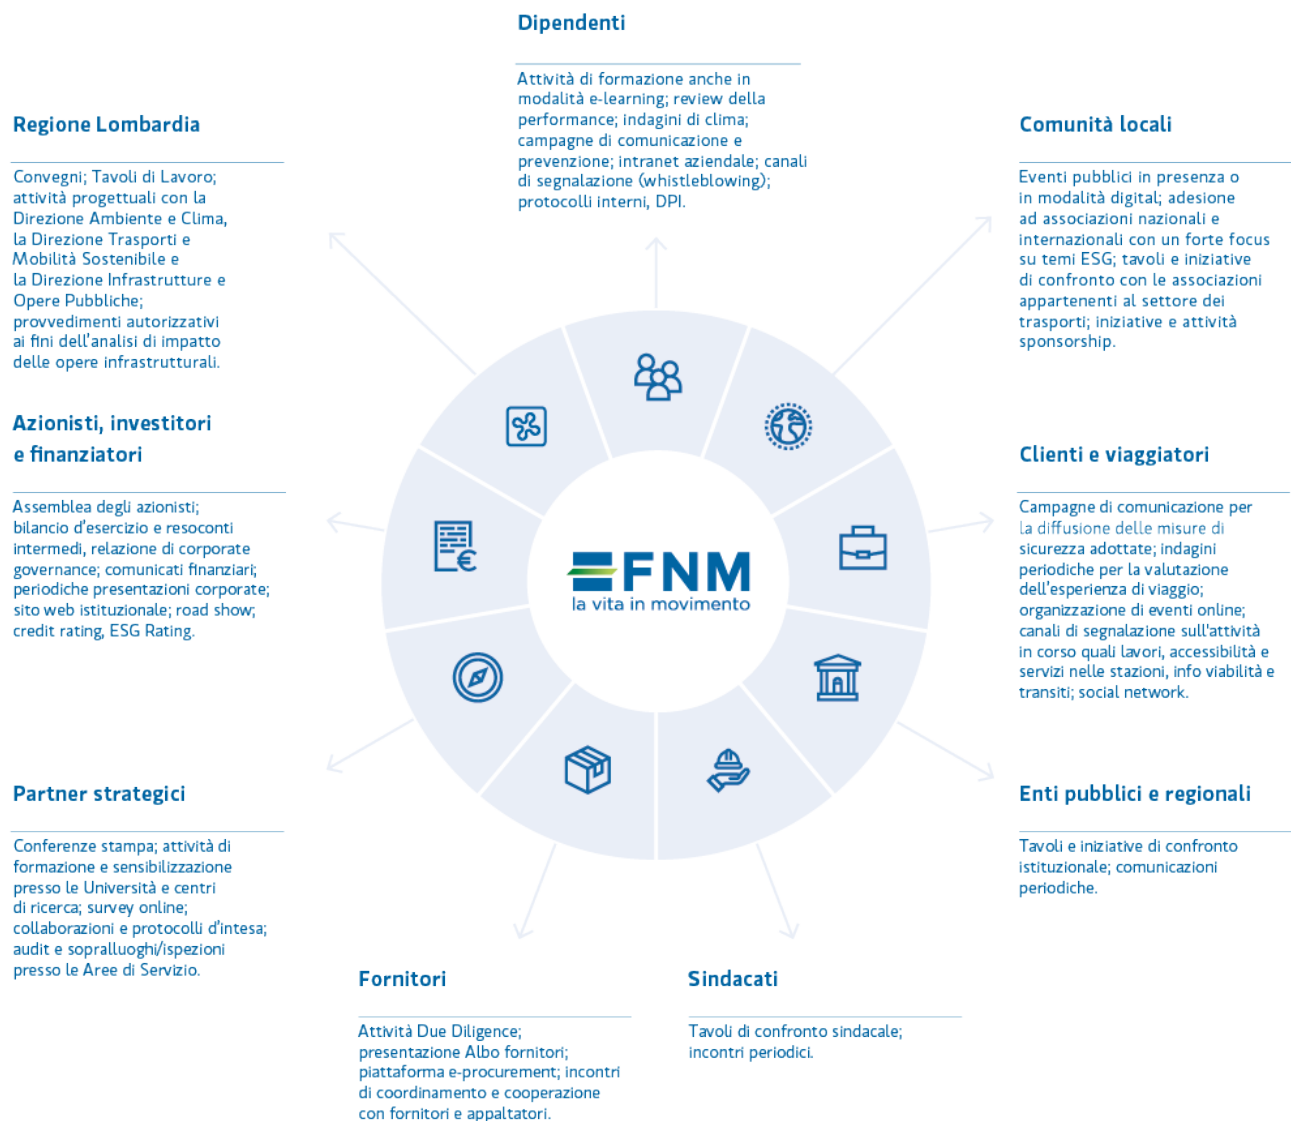 Dipendenti
Attività di formazione anche in
modalità e-learning; review della
performance; indagini di clima;
campagne di comunicazione e
prevenzione; intranet aziendale; canali
di segnalazione (whistleblowing);
protocolli interni, DPI.
Regione Lombardia
Convegni; Tavoli di Lavoro;
attività progettuali con la
Direzione Ambiente e Clima,
la Direzione Trasporti e
Mobilità Sostenibile e
la Direzione Infrastrutture e
Opere Pubbliche;
provvedimenti autorizzativi
ai fini dell'analisi di impatto
delle opere infrastrutturali.
Comunità locali
Eventi pubblici in presenza o
in modalità digital; adesione
ad associazioni nazionali e
internazionali con un forte focus
su temi ESG; tavoli e iniziative
di confronto con le associazioni
appartenenti al settore dei
trasporti; iniziative e attività
sponsorship.
Azionisti, investitori
e finanziatori
Assemblea degli azionisti;
bilancio d'esercizio e resoconti
intermedi, relazione di corporate
governance; comunicati finanziari;
periodiche presentazioni corporate;
sito web istituzionale; road show;
credit rating, ESG Rating.
FNM
la vita in movimento
Clienti e viaggiatori
Campagne di comunicazione per
la diffusione delle misure di
sicurezza adottate; indagini
periodiche per la valutazione
dell'esperienza di viaggio;
organizzazione di eventi online;
canali di segnalazione sull'attività
in corso quali lavori, accessibilità e
servizi nelle stazioni, info viabilità e
transiti; social network.
Partner strategici
Conferenze stampa; attività di
formazione e sensibilizzazione
presso le Università e centri
di ricerca; survey online;
collaborazioni e protocolli d'intesa;
audit e sopralluoghi/ispezioni
presso le Aree di Servizio.
Enti pubblici e regionali
Tavoli e iniziative di confronto
istituzionale; comunicazioni
periodiche.
Fornitori
Attività Due Diligence;
presentazione Albo fornitori;
piattaforma e-procurement; incontri
di coordinamento e cooperazione
con fornitori e appaltatori.
Sindacati
Tavoli di confronto sindacale;
incontri periodici.